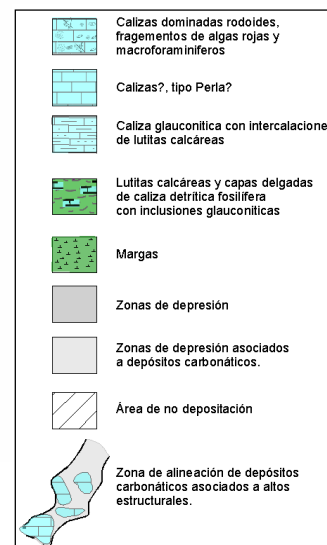 Calizas dominadas rodoides,
fragementos de algas rojas y
macroforaminiferos
Calizas?, tipo Perla?
Caliza glauconitica con intercalacione
de lutitas calcáreas
Lutitas calcáreas y capas delgadas
de caliza detrítica fosilífera
con inclusiones glauconiticas
Margas
Zonas de depresión
Zonas de depresión asociados
a depósitos carbonáticos.
Área de no depositación
Zona de alineación de depósitos
carbonáticos asociados a altos
estructurales.